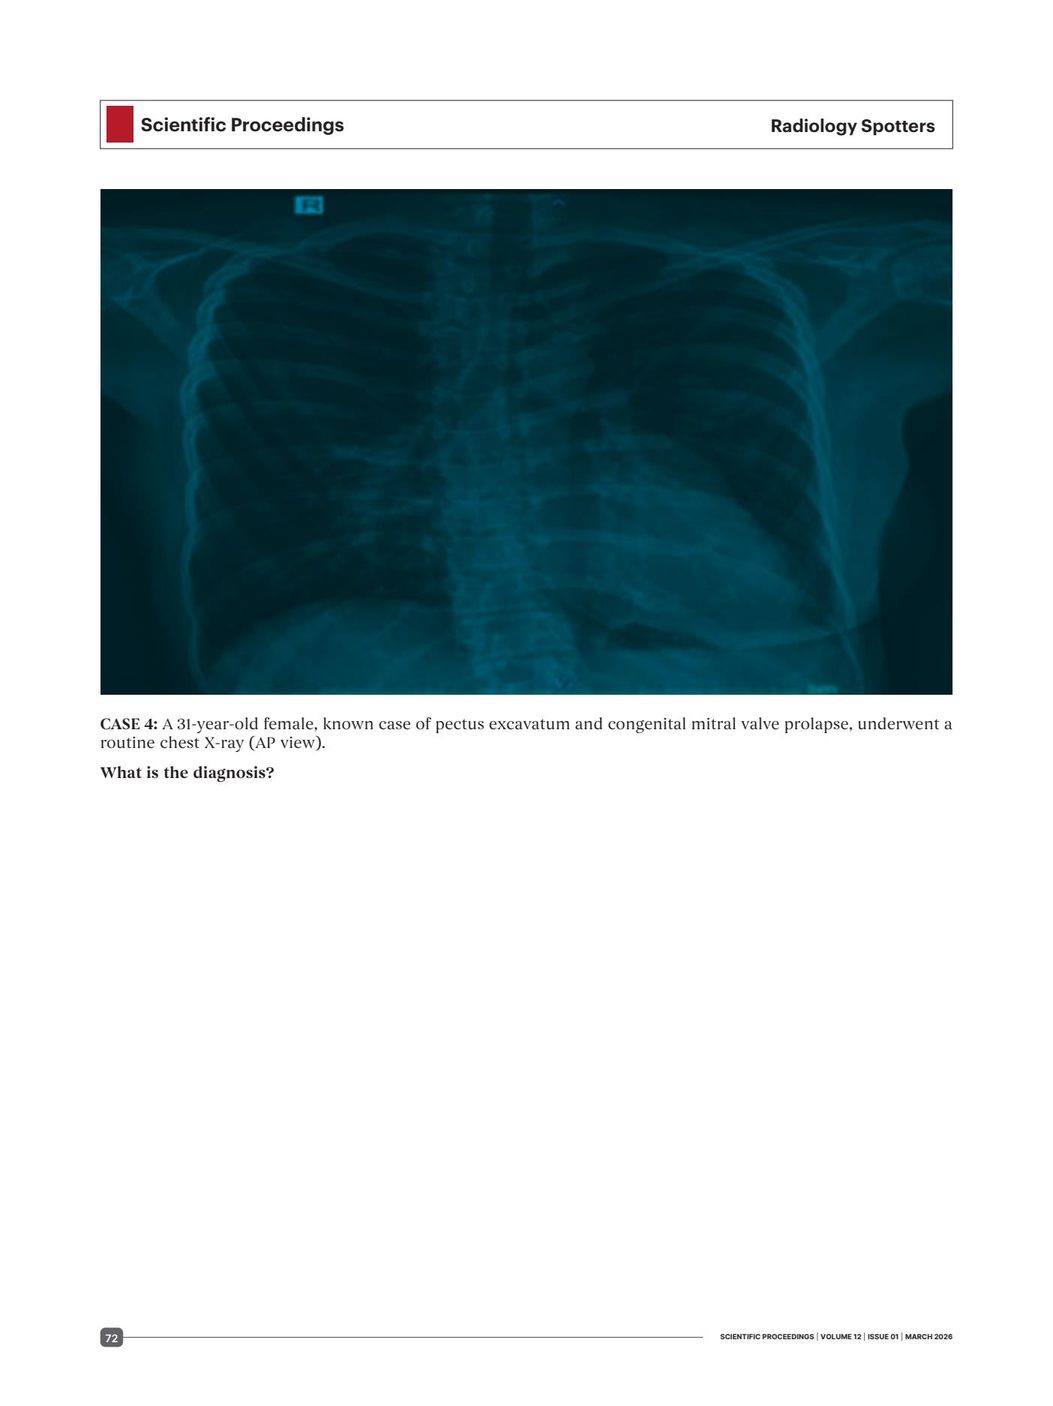 Scientific Proceedings
Radiology Spotters
R
CASE 4: A 31-year-old female, known case of pectus excavatum and congenital mitral valve prolapse, underwent a
routine chest X-ray (AP view).
What is the diagnosis?
72
SCIENTIFIC PROCEEDINGS | VOLUME 12 | ISSUE 01 | MARCH 2026